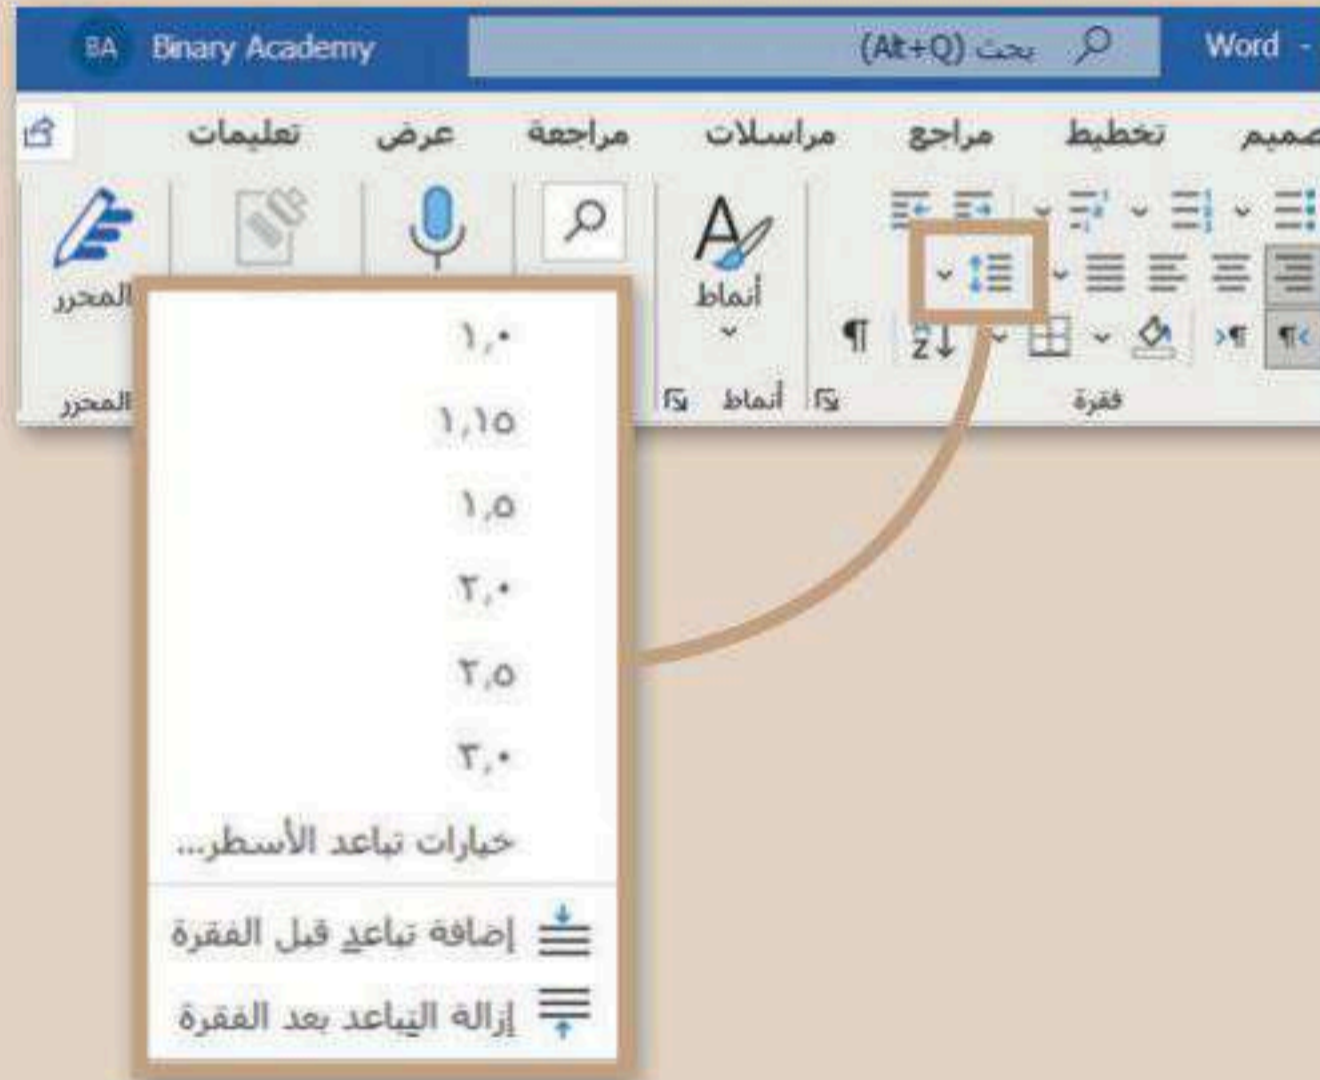 Word - بحث (Alt+Q) Binary Academy BA
صميم تخطيط مراجع مراسلات مراجعة عرض تعليمات
أنماط
المحرر
فقرة
أنماط
المحرر
١,٠
١,١٥
١,٥
٢,٠
٢,٥
٣,٠
خيارات تباعد الأسطر...
إضافة تباعد قبل الفقرة
إزالة التباعد بعد الفقرة